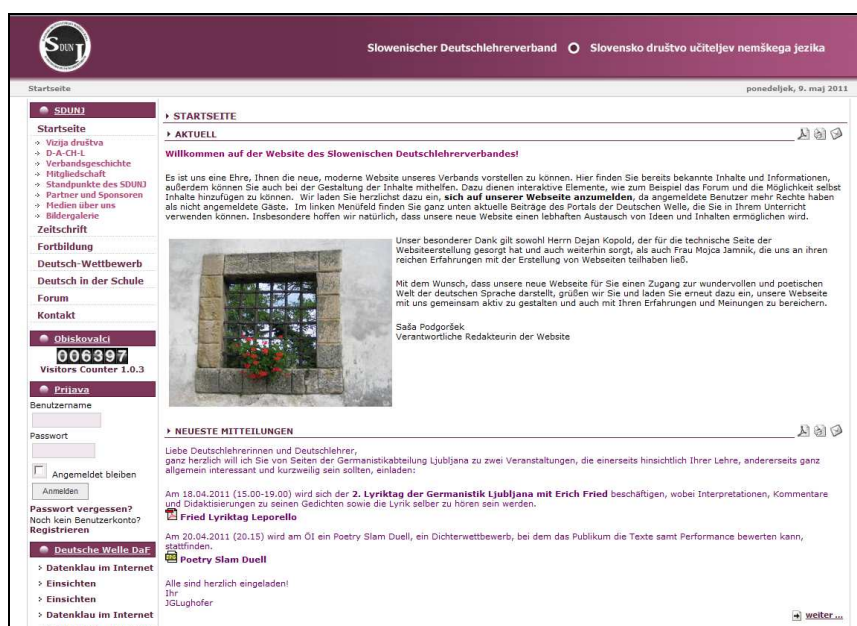 SDUNJ
Slowenischer Deutschlehrerverband Slovensko društvo učiteljev nemškega jezika
Startseite ponedeljek, 9. maj 2011
SDUNJ
Startseite
Vizija društva
D-A-CH-L
Verbandsgeschichte
Mitgliedschaft
Standpunkte des SDUNJ
Partner und Sponsoren
Medien über uns
Bildergalerie
Zeitschrift
Fortbildung
Deutsch-Wettbewerb
Deutsch in der Schule
Forum
Kontakt
Obiskovalci
006397
Visitors Counter 1.0.3
Prijava
Benutzername
Passwort
Angemeldet bleiben
Anmelden
Passwort vergessen?
Noch kein Benutzerkonto?
Registrieren
Deutsche Welle DaF
Datenklau im Internet
Einsichten
Einsichten
Datenklau im Internet
STARTSEITE
AKTUELL
Willkommen auf der Website des Slowenischen Deutschlehrerverbandes!
Es ist uns eine Ehre, Ihnen die neue, moderne Website unseres Verbands vorstellen zu können. Hier finden Sie bereits bekannte Inhalte und Informationen,
außerdem können Sie auch bei der Gestaltung der Inhalte mithelfen. Dazu dienen interaktive Elemente, wie zum Beispiel das Forum und die Möglichkeit selbst
Inhalte hinzufügen zu können. Wir laden Sie herzlichst dazu ein, sich auf unserer Webseite anzumelden, da angemeldete Benutzer mehr Rechte haben
als nicht angemeldete Gäste. Im linken Menüfeld finden Sie ganz unten aktuelle Beiträge des Portals der Deutschen Welle, die Sie in Ihrem Unterricht
verwenden können. Insbesondere hoffen wir natürlich, dass unsere neue Website einen lebhaften Austausch von Ideen und Inhalten ermöglichen wird.
Unser besonderer Dank gilt sowohl Herrn Dejan Kopold, der für die technische Seite der
Websiteerstellung gesorgt hat und auch weiterhin sorgt, als auch Frau Mojca Jamnik, die uns an ihren
reichen Erfahrungen mit der Erstellung von Webseiten teilhaben ließ.
Mit dem Wunsch, dass unsere neue Webseite für Sie einen Zugang zur wundervollen und poetischen
Welt der deutschen Sprache darstellt, grüßen wir Sie und laden Sie erneut dazu ein, unsere Webseite
mit uns gemeinsam aktiv zu gestalten und auch mit Ihren Erfahrungen und Meinungen zu bereichern.
Saša Podgoršek
Verantwortliche Redakteurin der Website
NEUESTE MITTEILUNGEN
Liebe Deutschlehrerinnen und Deutschlehrer,
ganz herzlich will ich Sie von Seiten der Germanistikabteilung Ljubljana zu zwei Veranstaltungen, die einerseits hinsichtlich Ihrer Lehre, andererseits ganz
allgemein interessant und kurzweilig sein sollten, einladen:
Am 18.04.2011 (15.00-19.00) wird sich der 2. Lyriktag der Germanistik Ljubljana mit Erich Fried beschäftigen, wobei Interpretationen, Kommentare
und Didaktisierungen zu seinen Gedichten sowie die Lyrik selber zu hören sein werden.
Fried Lyriktag Leporello
Am 20.04.2011 (20.15) wird am ÖI ein Poetry Slam Duell, ein Dichterwettbewerb, bei dem das Publikum die Texte samt Performance bewerten kann,
stattfinden.
Poetry Slam Duell
Alle sind herzlich eingeladen!
Ihr
JGLughofer
weiter ...